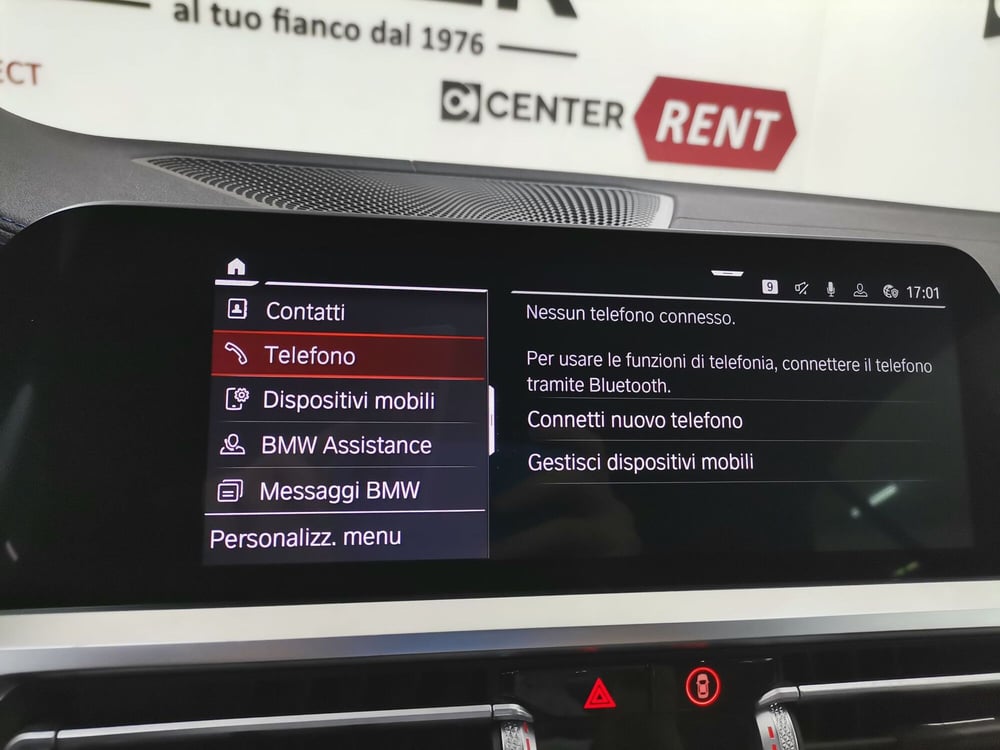 al tuo fianco dal 1976
ECT
CENTER RENT
9
17:01
Contatti
Telefono
Dispositivi mobili
BMW Assistance
Messaggi BMW
Personalizz. menu
Nessun telefono connesso.
Per usare le funzioni di telefonia, connettere il telefono
tramite Bluetooth.
Connetti nuovo telefono
Gestisci dispositivi mobili